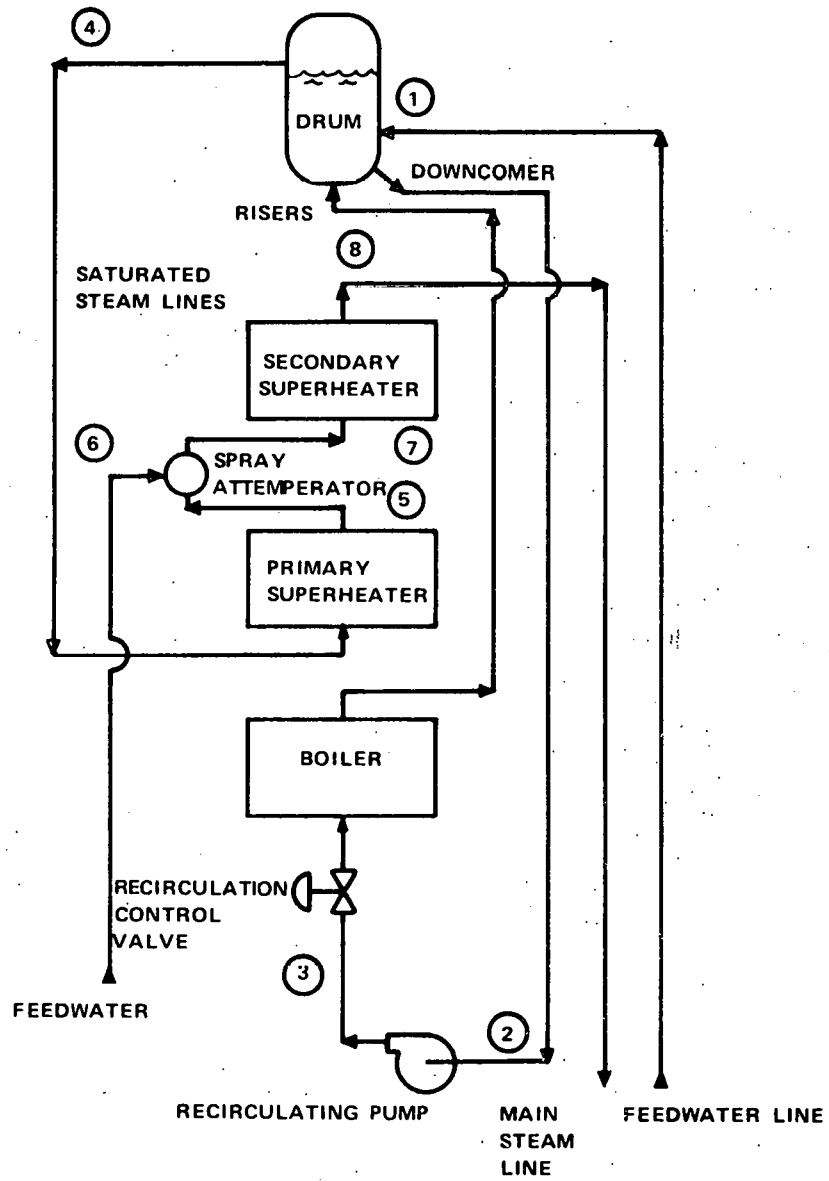 4
1
DRUM
DOWNCOMER
RISERS
8
SATURATED
STEAM LINES
SECONDARY
SUPERHEATER
6
7
SPRAY
ATTEMPERATOR
5
PRIMARY
SUPERHEATER
BOILER
RECIRCULATION
CONTROL
VALVE
3
FEEDWATER
2
RECIRCULATING PUMP
MAIN
STEAM
LINE
FEEDWATER LINE